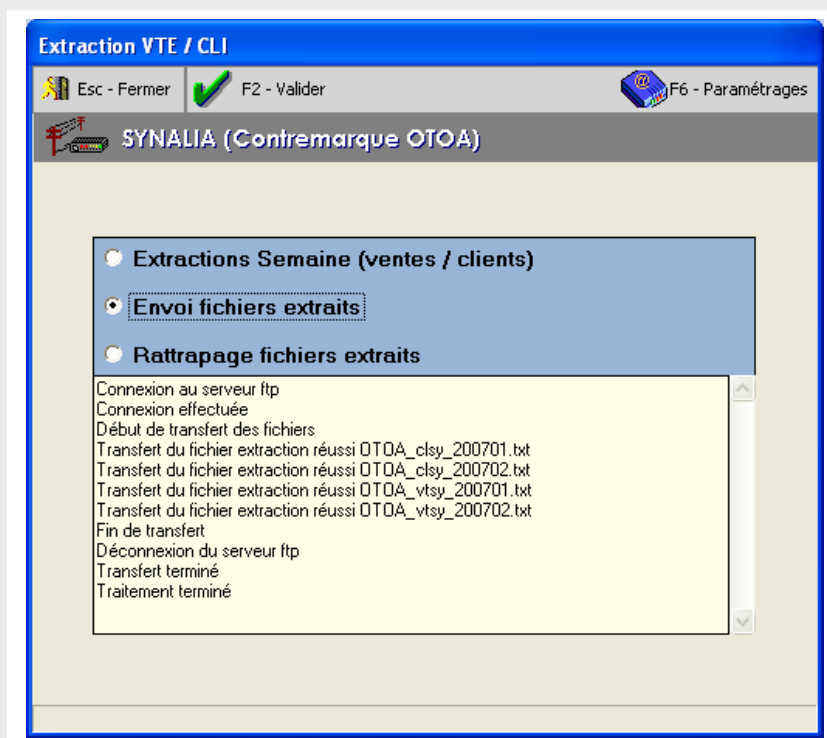 Extraction VTE / CLI
Esc - Fermer F2 - Valider F6 - Paramétrages
SYNALIA (Contremarque OTOA)
Extractions Semaine (ventes / clients)
Envoi fichiers extraits
Rattrapage fichiers extraits
Connexion au serveur ftp
Connexion effectuée
Début de transfert des fichiers
Transfert du fichier extraction réussi OTOA_clsy_200701.txt
Transfert du fichier extraction réussi OTOA_clsy_200702.txt
Transfert du fichier extraction réussi OTOA_vtsy_200701.txt
Transfert du fichier extraction réussi OTOA_vtsy_200702.txt
Fin de transfert
Déconnexion du serveur ftp
Transfert terminé
Traitement terminé